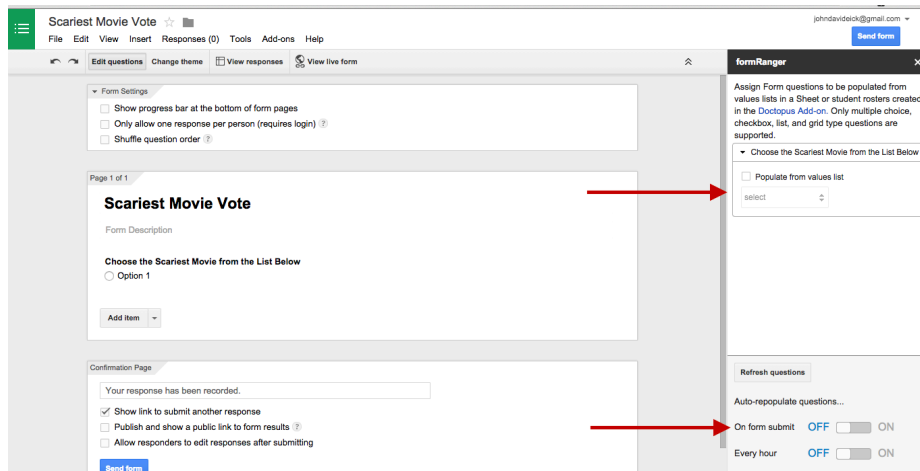 Scariest Movie Vote
johndavideick@gmail.com
File Edit View Insert Responses (0) Tools Add-ons Help
Send form
Edit questions Change theme View responses View live form
formRanger
Form Settings
Show progress bar at the bottom of form pages
Only allow one response per person (requires login) ?
Shuffle question order ?
Page 1 of 1
Scariest Movie Vote
Form Description
Choose the Scariest Movie from the List Below
Option 1
Add item
Confirmation Page
Your response has been recorded.
Show link to submit another response
Publish and show a public link to form results ?
Allow responders to edit responses after submitting
Send form
Assign Form questions to be populated from
values lists in a Sheet or student rosters created
in the Doctopus Add-on. Only multiple choice,
checkbox, list, and grid type questions are
supported.
Choose the Scariest Movie from the List Below
Populate from values list
select
Refresh questions
Auto-repopulate questions...
On form submit OFF ON
Every hour OFF ON